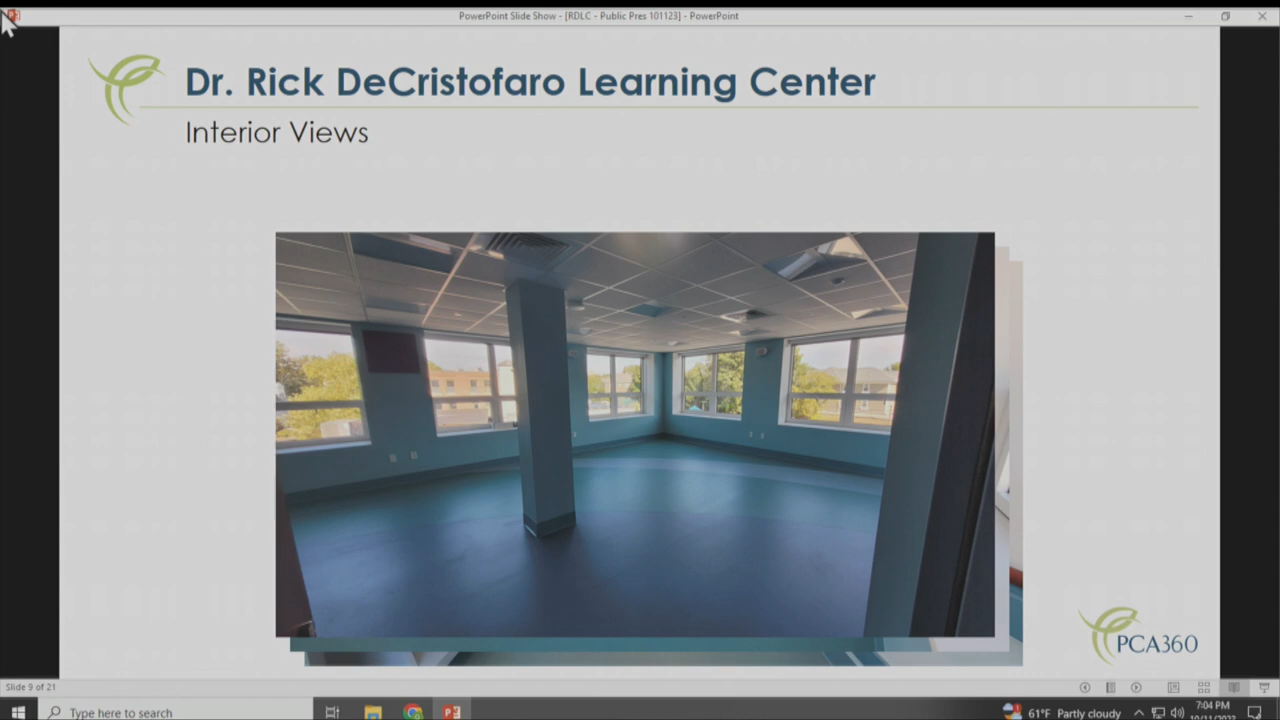 PowerPoint Slide Show - [RDLC - Public Pres 101123] - PowerPoint
Dr. Rick DeCristofaro Learning Center
Interior Views
PCA360
Slide 9 of 21
Type here to search
61°F Partly cloudy
7:04 PM